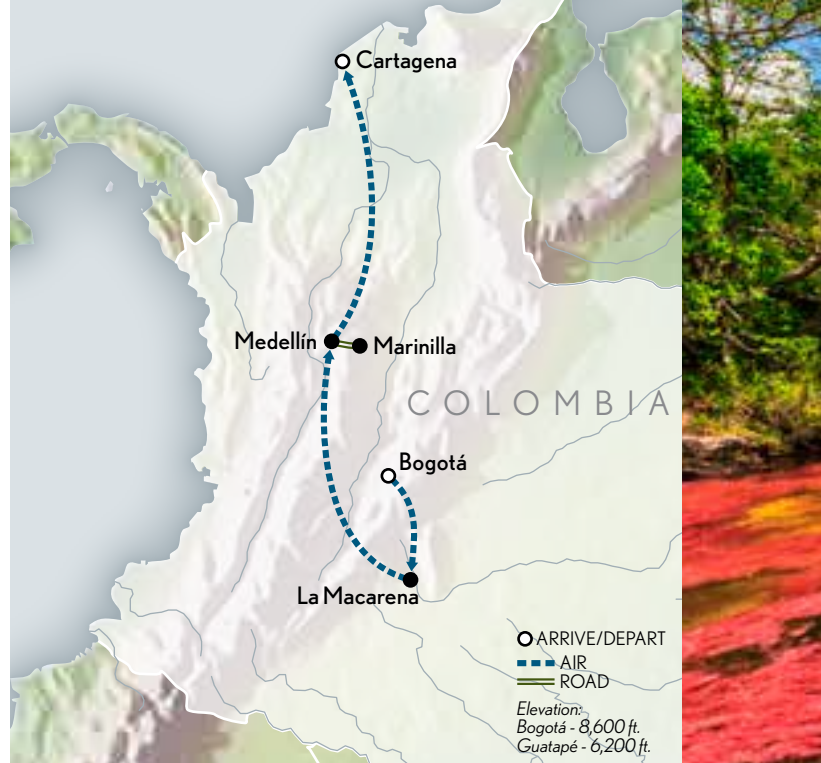 Cartagena
Medellín
Marinilla
COLOMBIA
Bogotá
La Macarena
ARRIVE/DEPART
AIR
ROAD
Elevation:
Bogotá - 8,600 ft.
Guatapé - 6,200 ft.